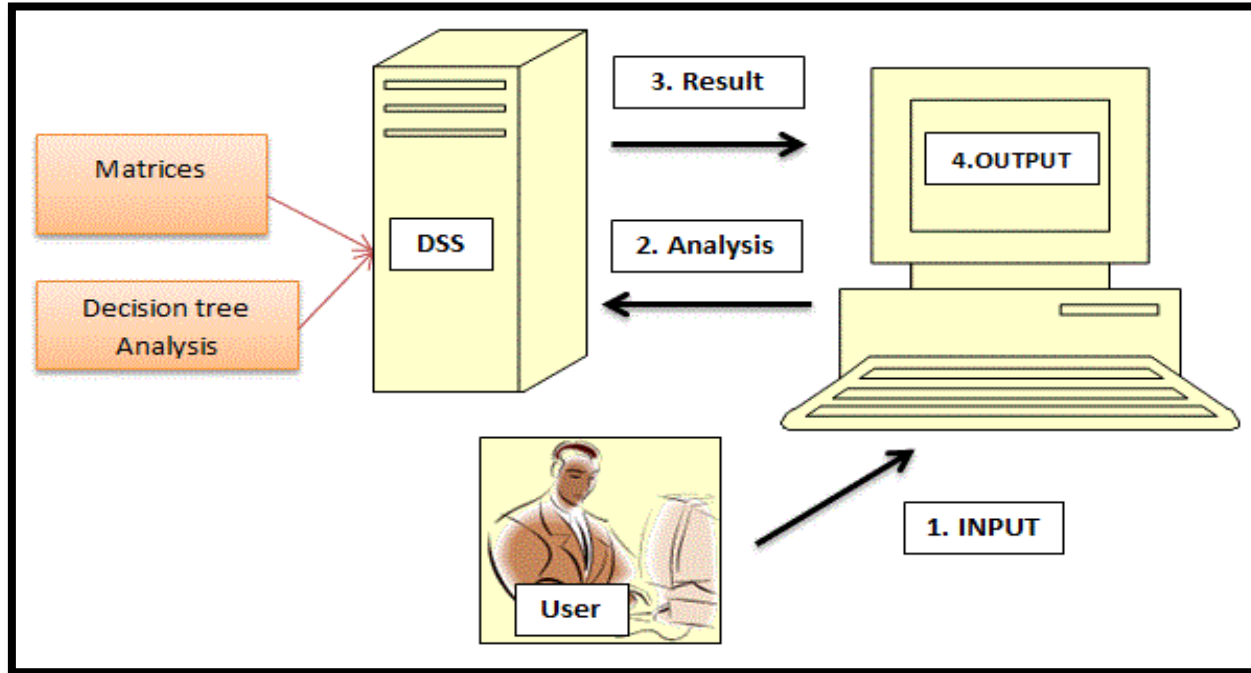 3. Result
Matrices
4.OUTPUT
DSS
2. Analysis
Decision tree
Analysis
1. INPUT
User